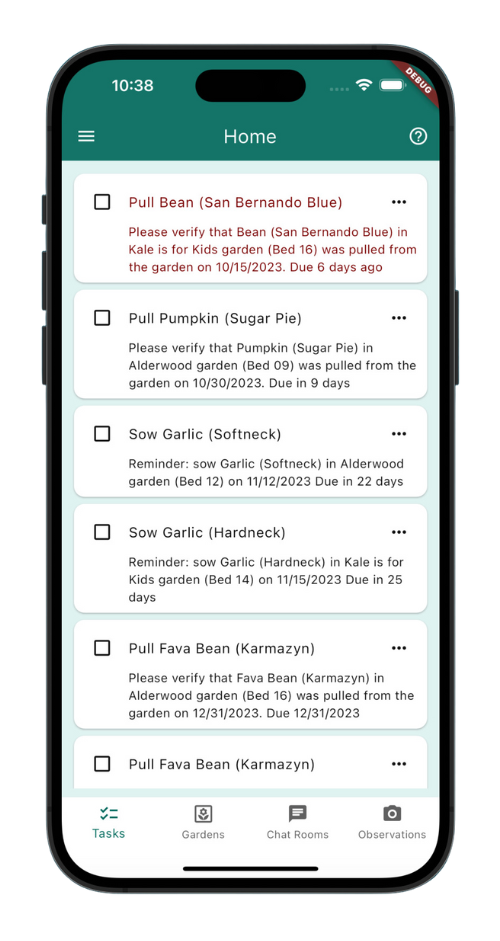 10:38
DEBUG
Home
Pull Bean (San Bernando Blue)
Please verify that Bean (San Bernando Blue) in
Kale is for Kids garden (Bed 16) was pulled from
the garden on 10/15/2023. Due 6 days ago
Pull Pumpkin (Sugar Pie)
Please verify that Pumpkin (Sugar Pie) in
Alderwood garden (Bed 09) was pulled from the
garden on 10/30/2023. Due in 9 days
Sow Garlic (Softneck)
Reminder: sow Garlic (Softneck) in Alderwood
garden (Bed 12) on 11/12/2023 Due in 22 days
Sow Garlic (Hardneck)
Reminder: sow Garlic (Hardneck) in Kale is for
Kids garden (Bed 14) on 11/15/2023 Due in 25
days
Pull Fava Bean (Karmazyn)
Please verify that Fava Bean (Karmazyn) in
Alderwood garden (Bed 16) was pulled from the
garden on 12/31/2023. Due 12/31/2023
Pull Fava Bean (Karmazyn)
Tasks
Gardens
Chat Rooms
Observations